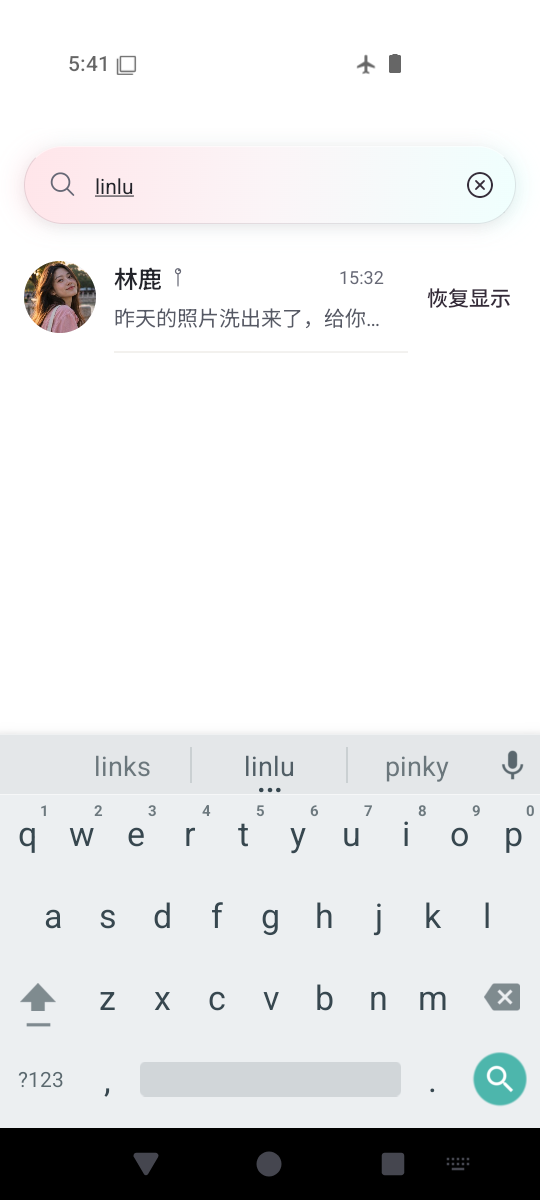 5:41
linlu
林鹿
15:32
昨天的照片洗出来了，给你…
恢复显示
links
linlu
pinky
1 2 3 4 5 6 7 8 9 0
q w e r t y u i o p
a s d f g h j k l
z x c v b n m
?123 , .